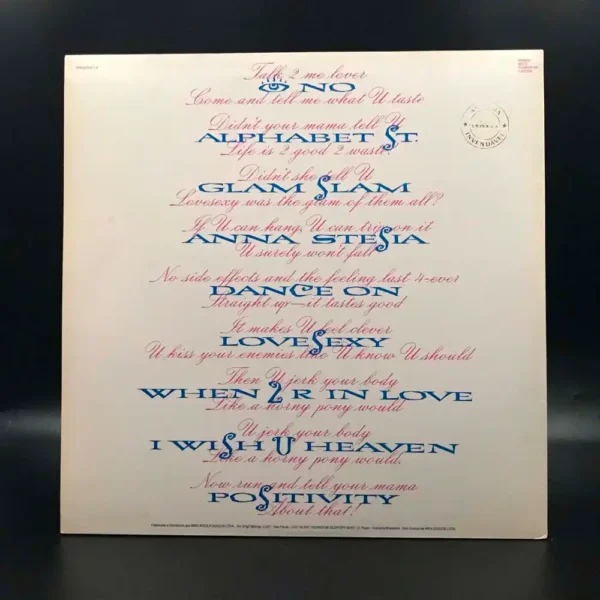 Talk 2 me lover
NO
Come and tell me what U taste
Didn't your mama tell U
ALPHABET St.
Life is 2 good 2 waste
Didn't she tell U
GLAM SLAM
Lovesexy was the glam of them all?
If U can hang, U can trip on it
ANNA STESIA
U surely won't fall
No side effects and the feeling last 4-ever
DANCE ON
Straight up—it tastes good
It makes U feel clever
LOVESEXY
U kiss your enemies like U know U should
Then U jerk your body
WHEN 2 R IN LOVE
Like a horny pony would
U jerk your body
I WISH U HEAVEN
Like a horny pony would.
Now run and tell your mama
POSITIVITY
About that!
INVENDÁVEL